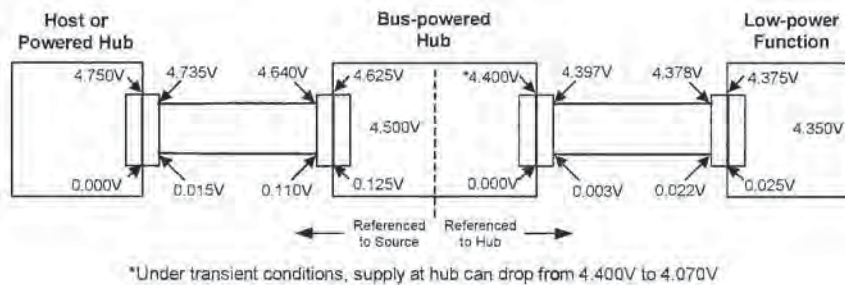 Host or
Powered Hub
Bus-powered
Hub
Low-power
Function
4.750V
4.735V
4.640V
4.625V
*4.400V
4.397V
4.378V
4.375V
4.500V
4.350V
0.000V
0.015V
0.110V
0.125V
0.000V
0.003V
0.022V
0.025V
Referenced
to Source
Referenced
to Hub
*Under transient conditions, supply at hub can drop from 4.400V to 4.070V